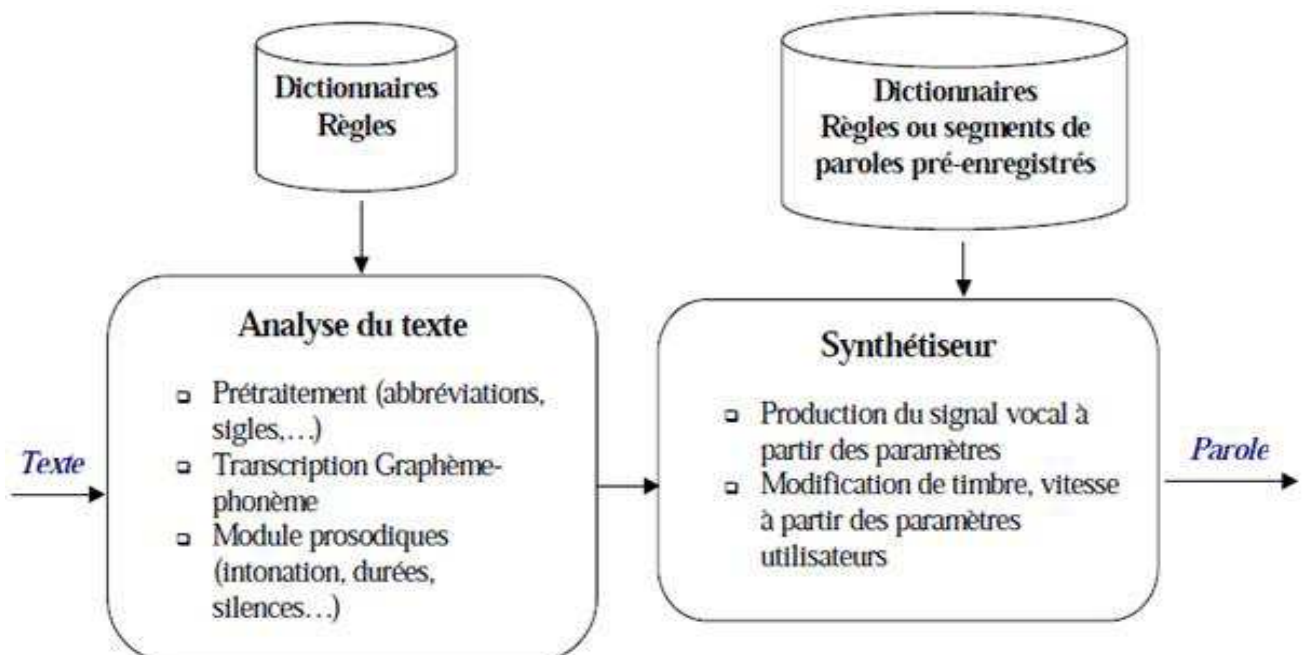 Dictionnaires
Règles
Dictionnaires
Règles ou segments de
paroles pré-enregistrés
Texte
Analyse du texte
❑ Prétraitement (abbréviations,
sigles,...)
❑ Transcription Graphème-
phonème
❑ Module prosodiques
(intonation, durées,
silences...)
Synthétiseur
❑ Production du signal vocal à
partir des paramètres
❑ Modification de timbre, vitesse
à partir des paramètres
utilisateurs
Parole